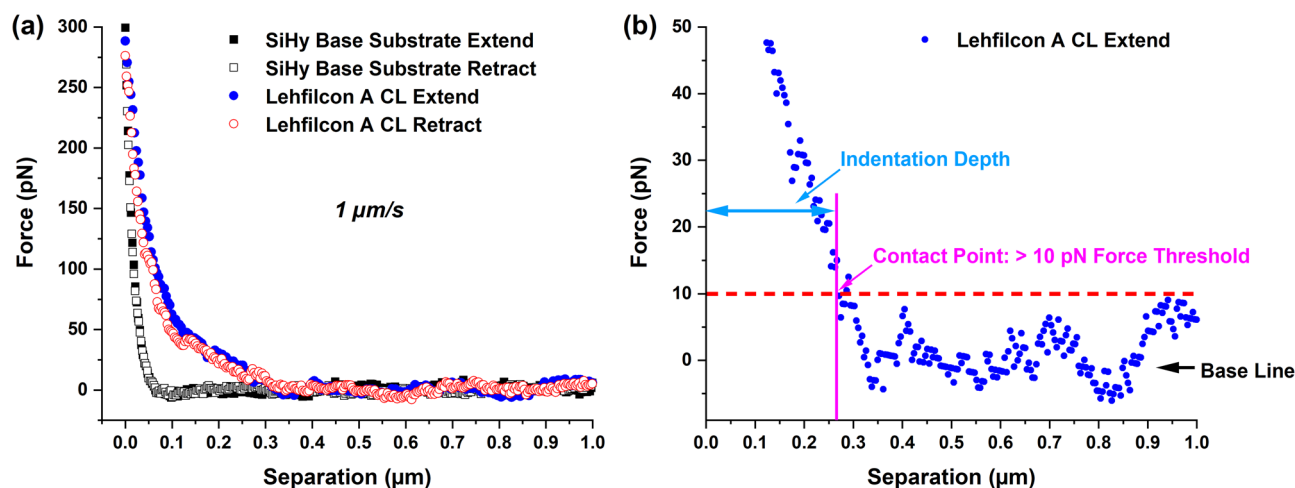 (a)
300
250
200
150
100
50
0
Force (pN)
SiHy Base Substrate Extend
SiHy Base Substrate Retract
Lehfilcon A CL Extend
Lehfilcon A CL Retract
1 µm/s
0.0 0.1 0.2 0.3 0.4 0.5 0.6 0.7 0.8 0.9 1.0
Separation (µm)
(b)
50
40
30
20
10
0
Force (pN)
Lehfilcon A CL Extend
Indentation Depth
Contact Point: > 10 pN Force Threshold
Base Line
0.0 0.1 0.2 0.3 0.4 0.5 0.6 0.7 0.8 0.9 1.0
Separation (µm)